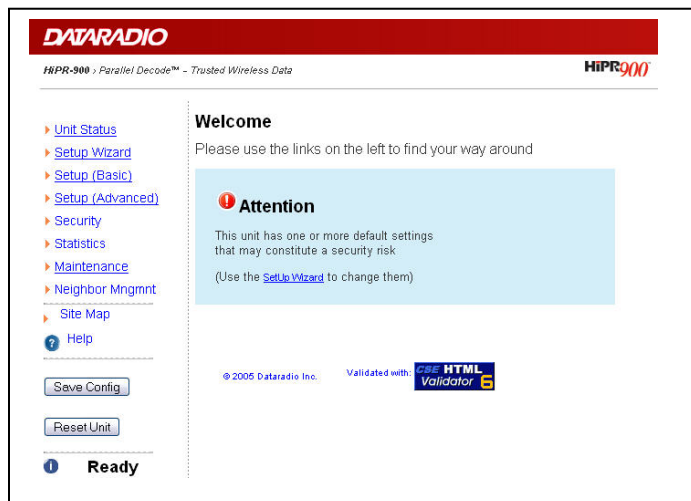 DATARADIO
HiPR-900 › Parallel Decode™ - Trusted Wireless Data
HiPR900
Unit Status
Setup Wizard
Setup (Basic)
Setup (Advanced)
Security
Statistics
Maintenance
Neighbor Mngmnt
Site Map
? Help
Save Config
Reset Unit
i Ready
Welcome
Please use the links on the left to find your way around
! Attention
This unit has one or more default settings
that may constitute a security risk
(Use the SetUp Wizard to change them)
© 2005 Dataradio Inc.
Validated with:
CSE HTML
Validator 6